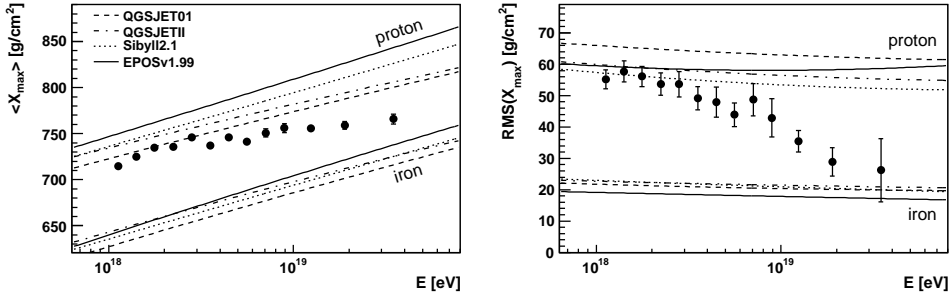 QGSJET01
QGSJETII
Sibyll2.1
EPOSv1.99
proton
iron
<X_max> [g/cm²]
850
800
750
700
650
10^18
10^19
E [eV]
RMS(X_max) [g/cm²]
70
60
50
40
30
20
10
0
proton
iron
10^18
10^19
E [eV]